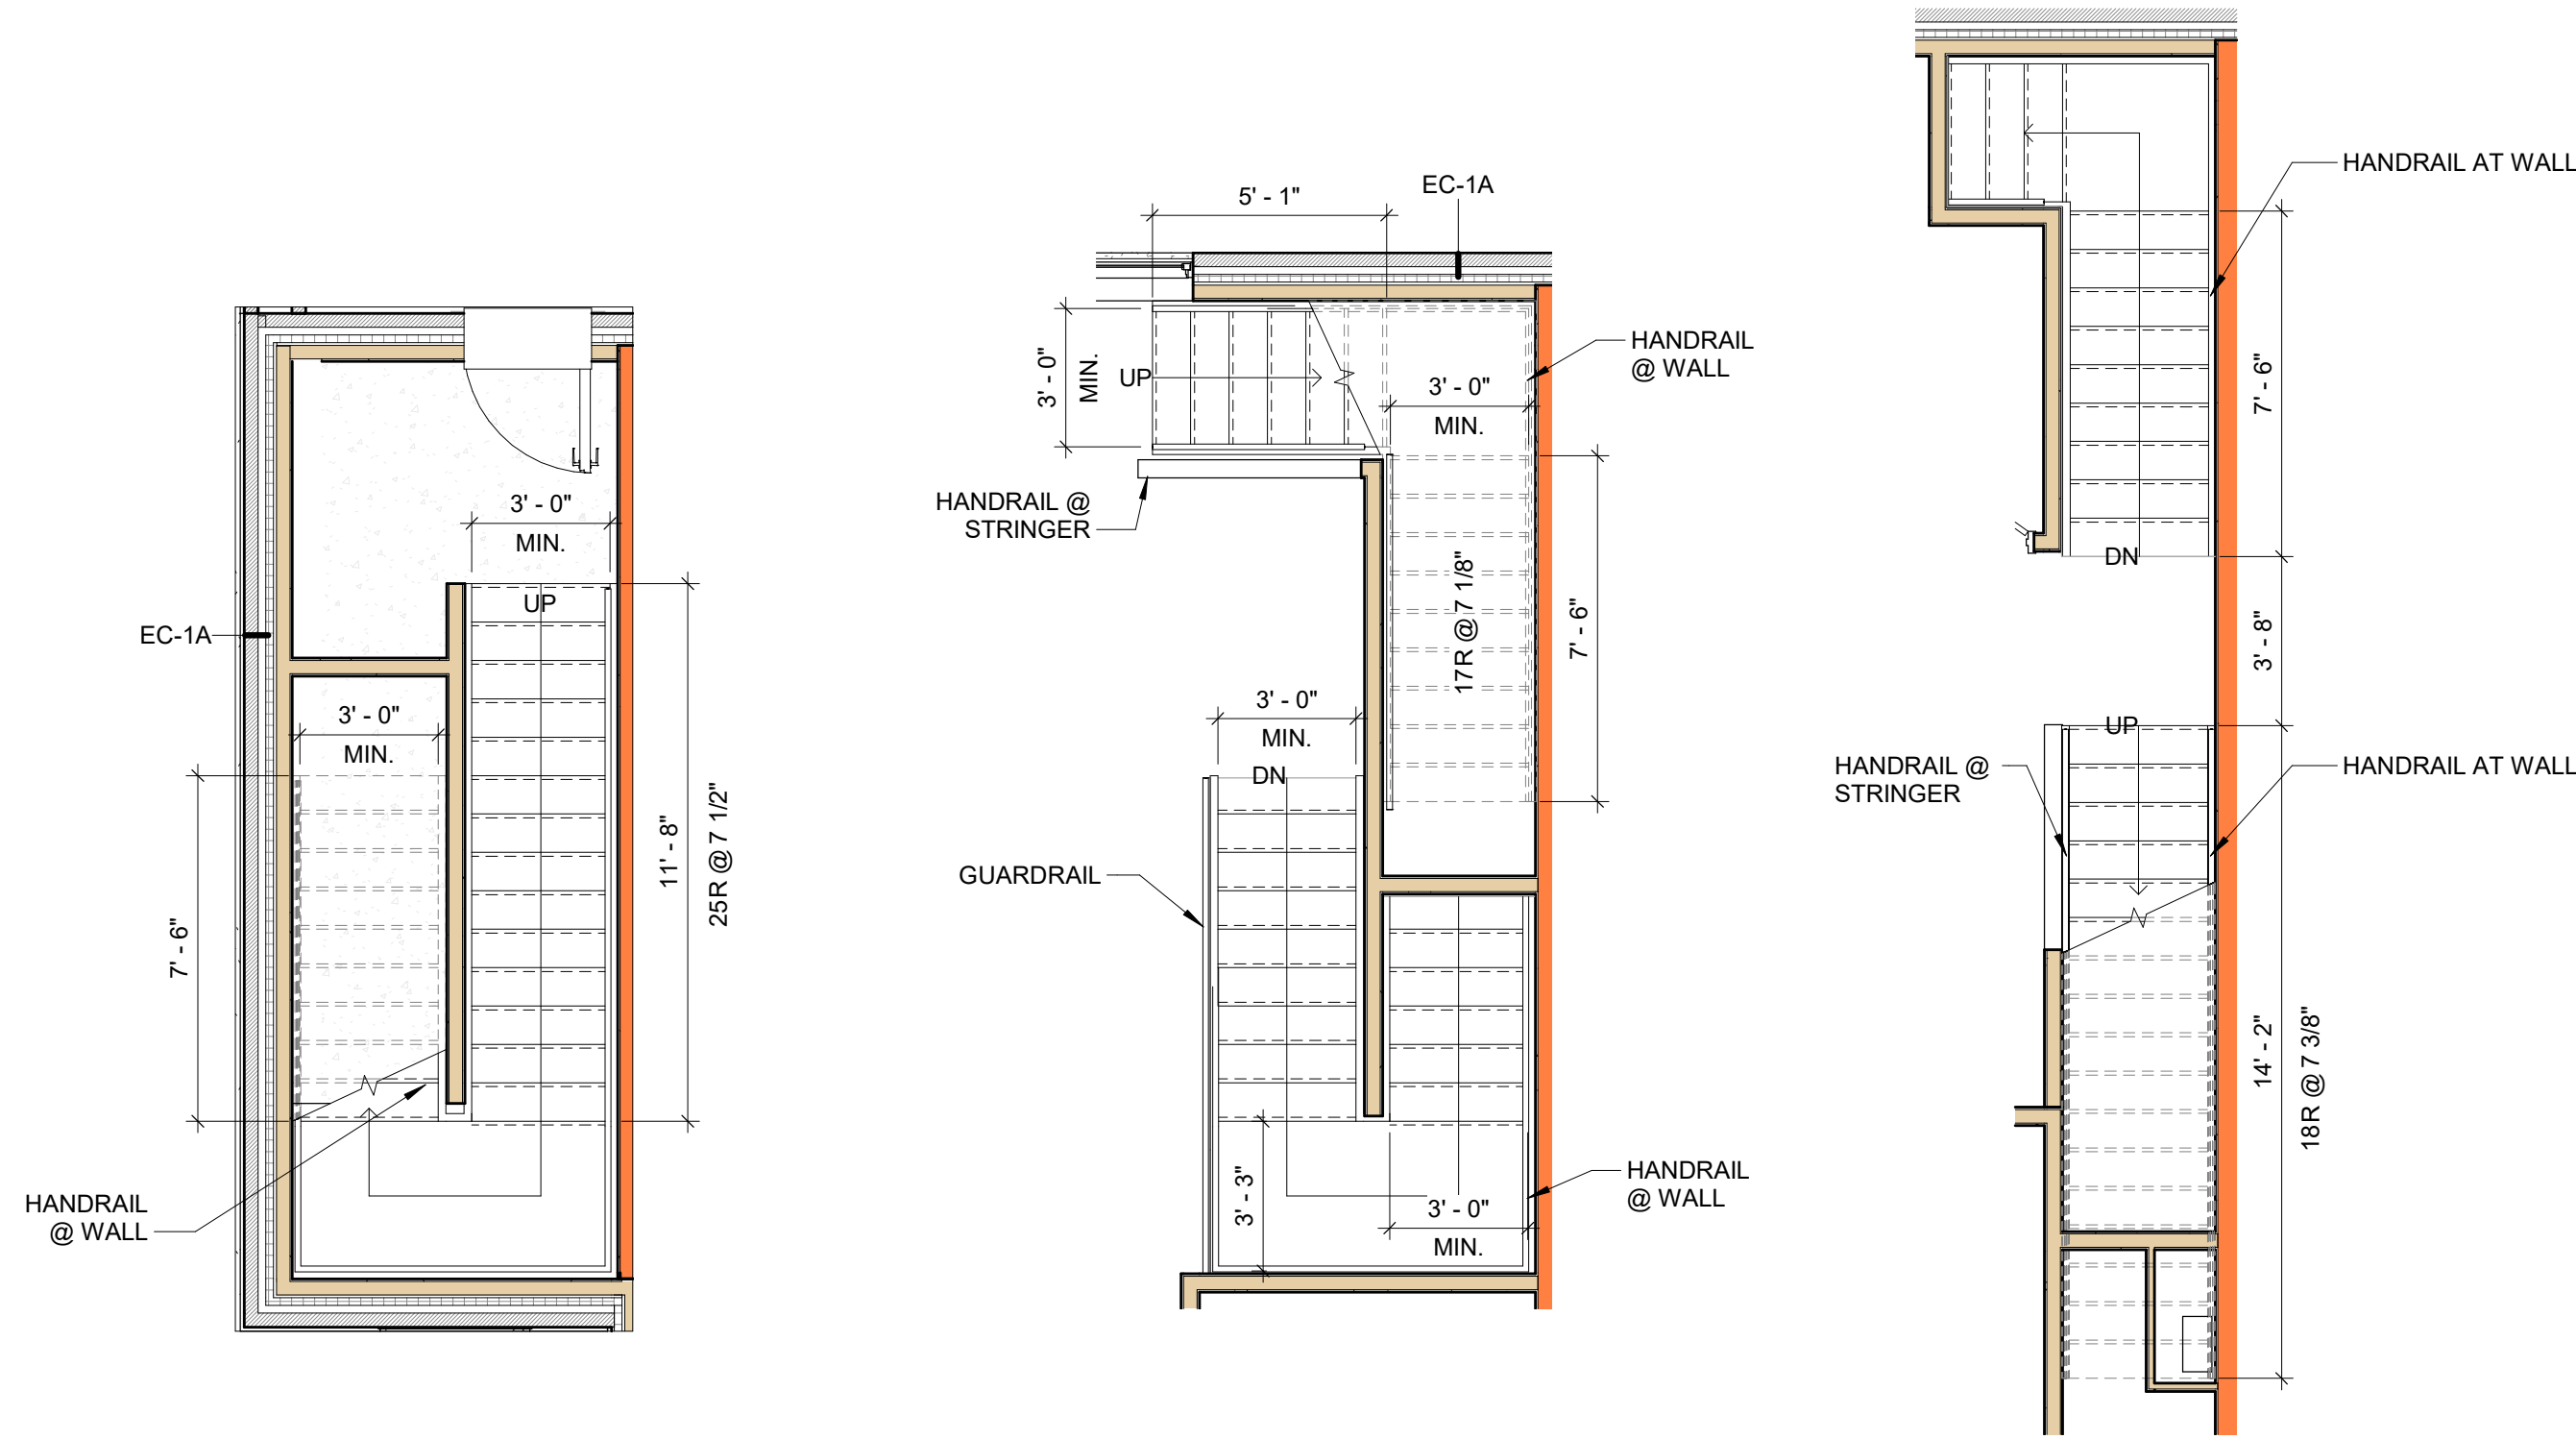 EC-1A
3' - 0"
MIN.
UP
3' - 0"
MIN.
7' - 6"
11' - 8"
25R @ 7 1/2"
HANDRAIL
@ WALL
5' - 1"
EC-1A
3' - 0"
MIN.
UP
HANDRAIL
@ WALL
3' - 0"
MIN.
HANDRAIL @
STRINGER
17R @ 7 1/8"
7' - 6"
3' - 0"
MIN.
DN
GUARDRAIL
3' - 3"
3' - 0"
MIN.
HANDRAIL
@ WALL
HANDRAIL AT WALL
7' - 6"
DN
3' - 8"
UP
HANDRAIL @
STRINGER
HANDRAIL AT WALL
14' - 2"
18R @ 7 3/8"